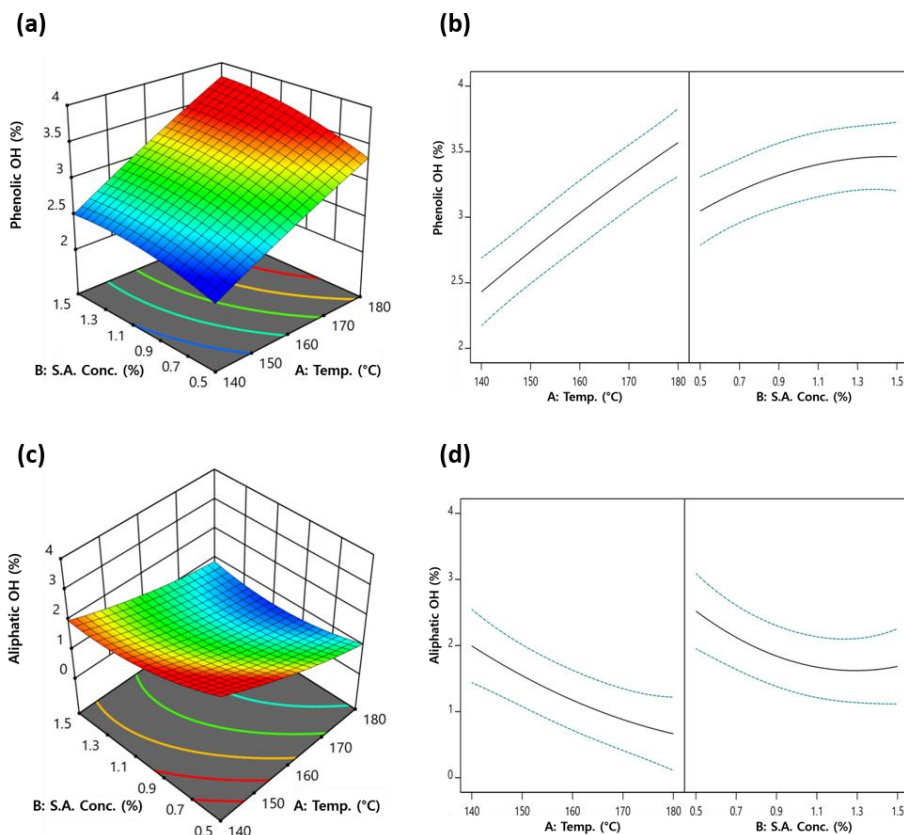 (a)
4
3.5
3
2.5
2
Phenolic OH (%)
1.5
1.3
1.1
0.9
0.7
0.5
B: S.A. Conc. (%)
140
150
160
170
180
A: Temp. (°C)
(b)
4
3.5
3
2.5
2
Phenolic OH (%)
140 150 160 170 180
A: Temp. (°C)
0.5 0.7 0.9 1.1 1.3 1.5
B: S.A. Conc. (%)
(c)
4
3
2
1
0
Aliphatic OH (%)
1.5
1.3
1.1
0.9
0.7
0.5
B: S.A. Conc. (%)
140
150
160
170
180
A: Temp. (°C)
(d)
4
3
2
1
0
Aliphatic OH (%)
140 150 160 170 180
A: Temp. (°C)
0.5 0.7 0.9 1.1 1.3 1.5
B: S.A. Conc. (%)